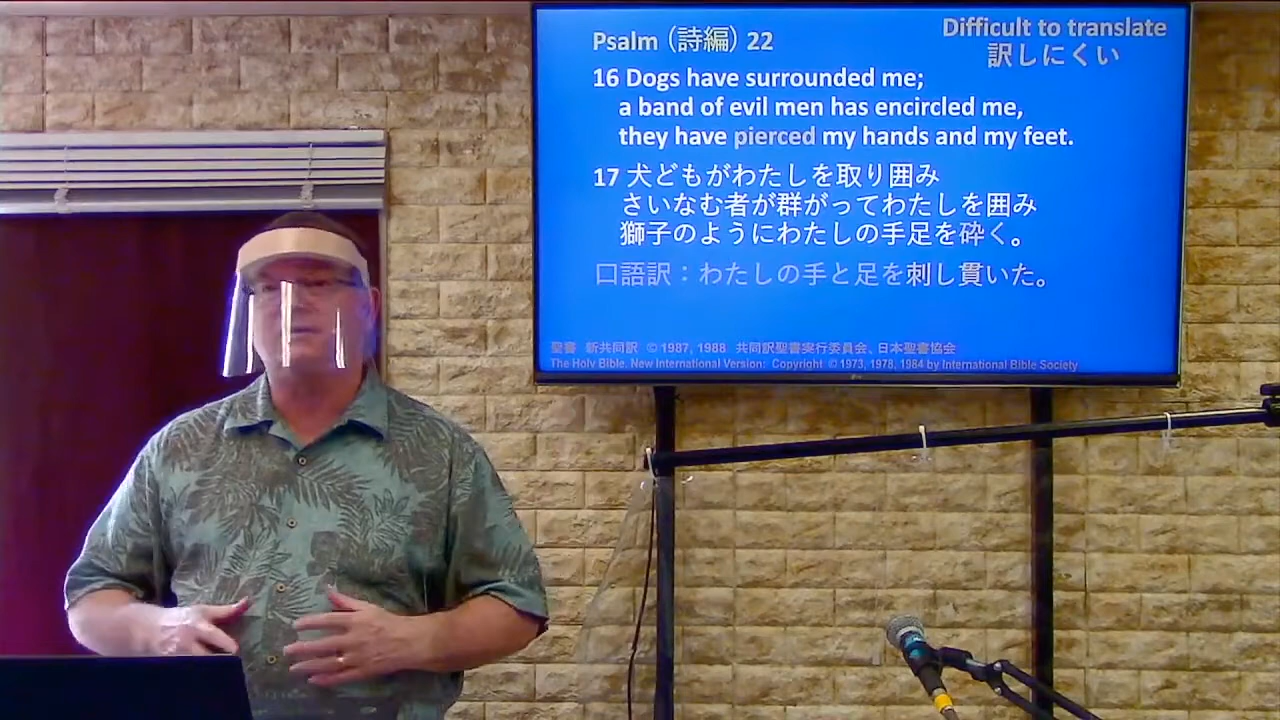 Psalm（詩編）22
Difficult to translate
訳しにくい
16 Dogs have surrounded me;
a band of evil men has encircled me,
they have pierced my hands and my feet.
17 犬どもがわたしを取り囲み
さいなむ者が群がってわたしを囲み
獅子のようにわたしの手足を砕く。
口語訳：わたしの手と足を刺し貫いた。
聖書　新共同訳　© 1987, 1988　共同訳聖書実行委員会、日本聖書協会
The Holy Bible, New International Version:  Copyright  © 1973, 1978, 1984 by International Bible Society